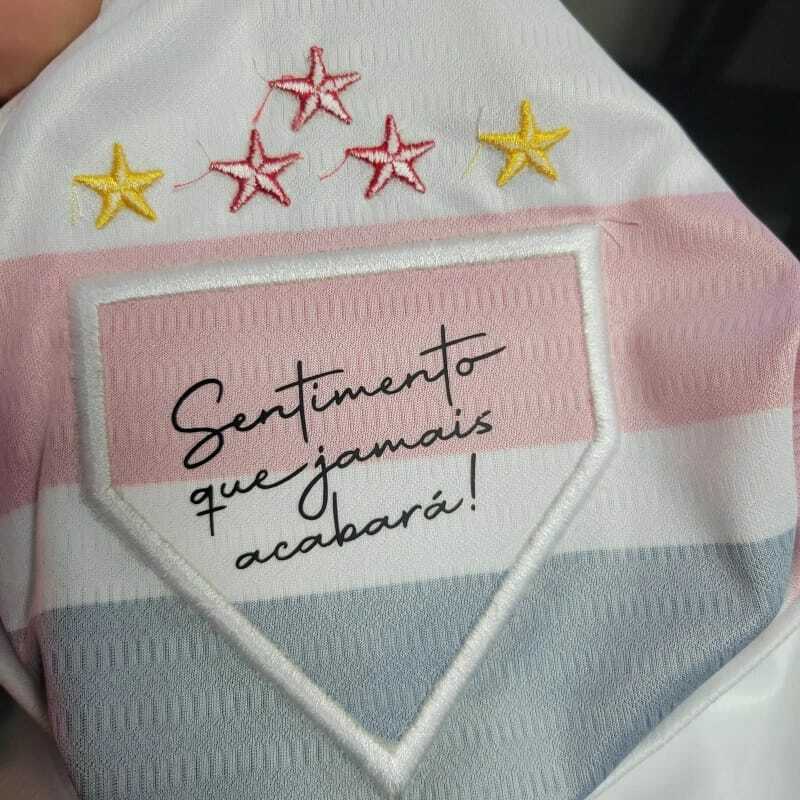 Sentimento
que jamais
acabará!